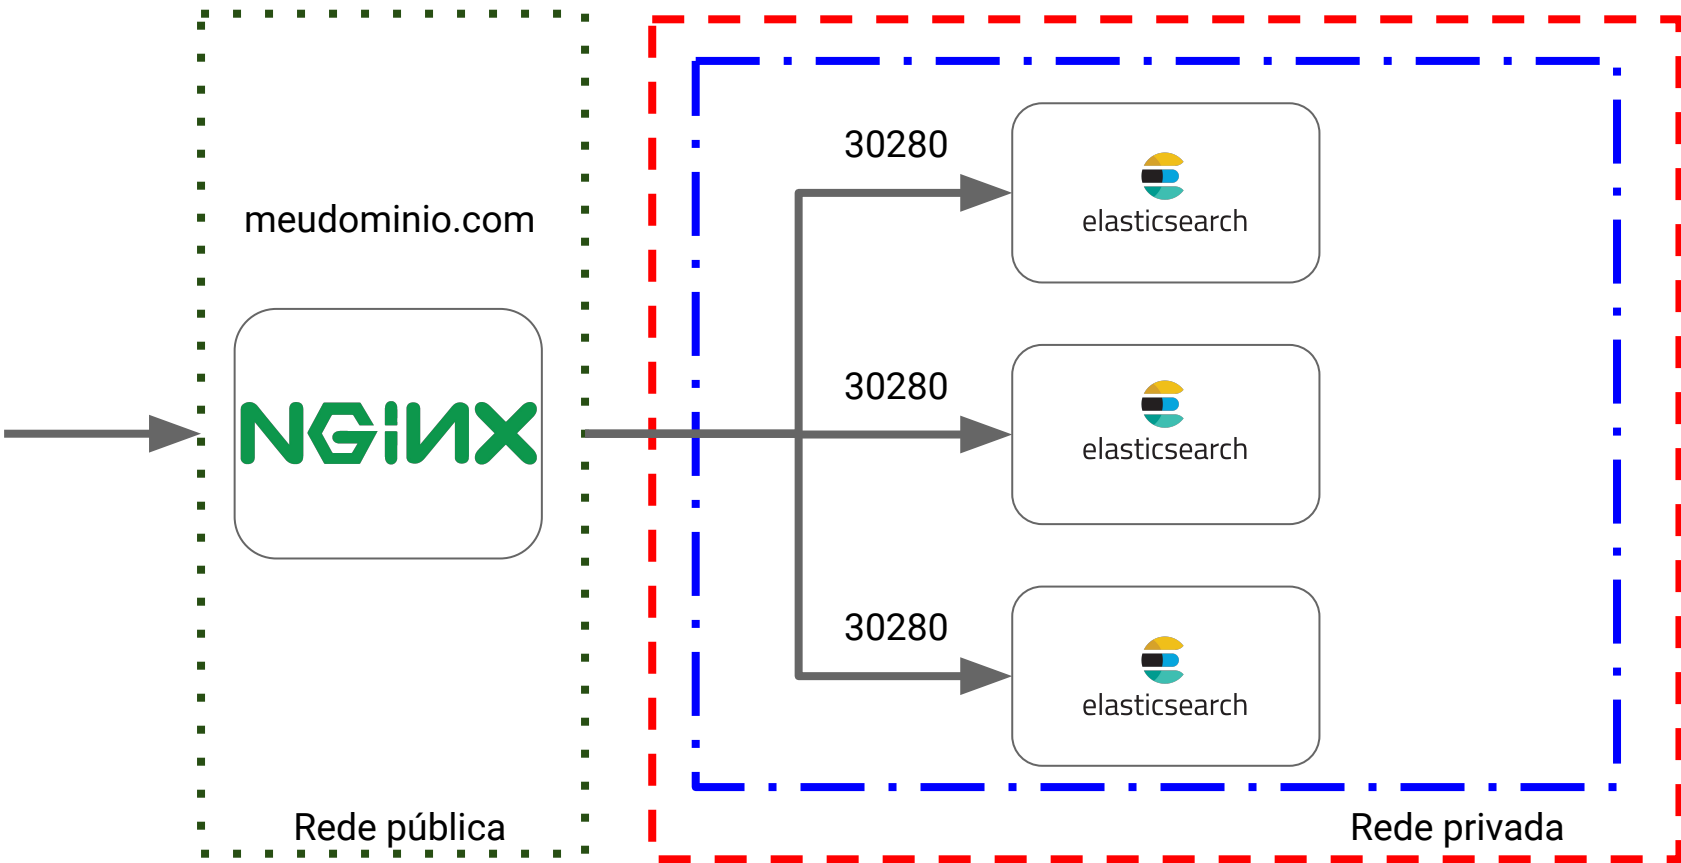 meudominio.com
NGINX
Rede pública
30280
elasticsearch
30280
elasticsearch
30280
elasticsearch
Rede privada